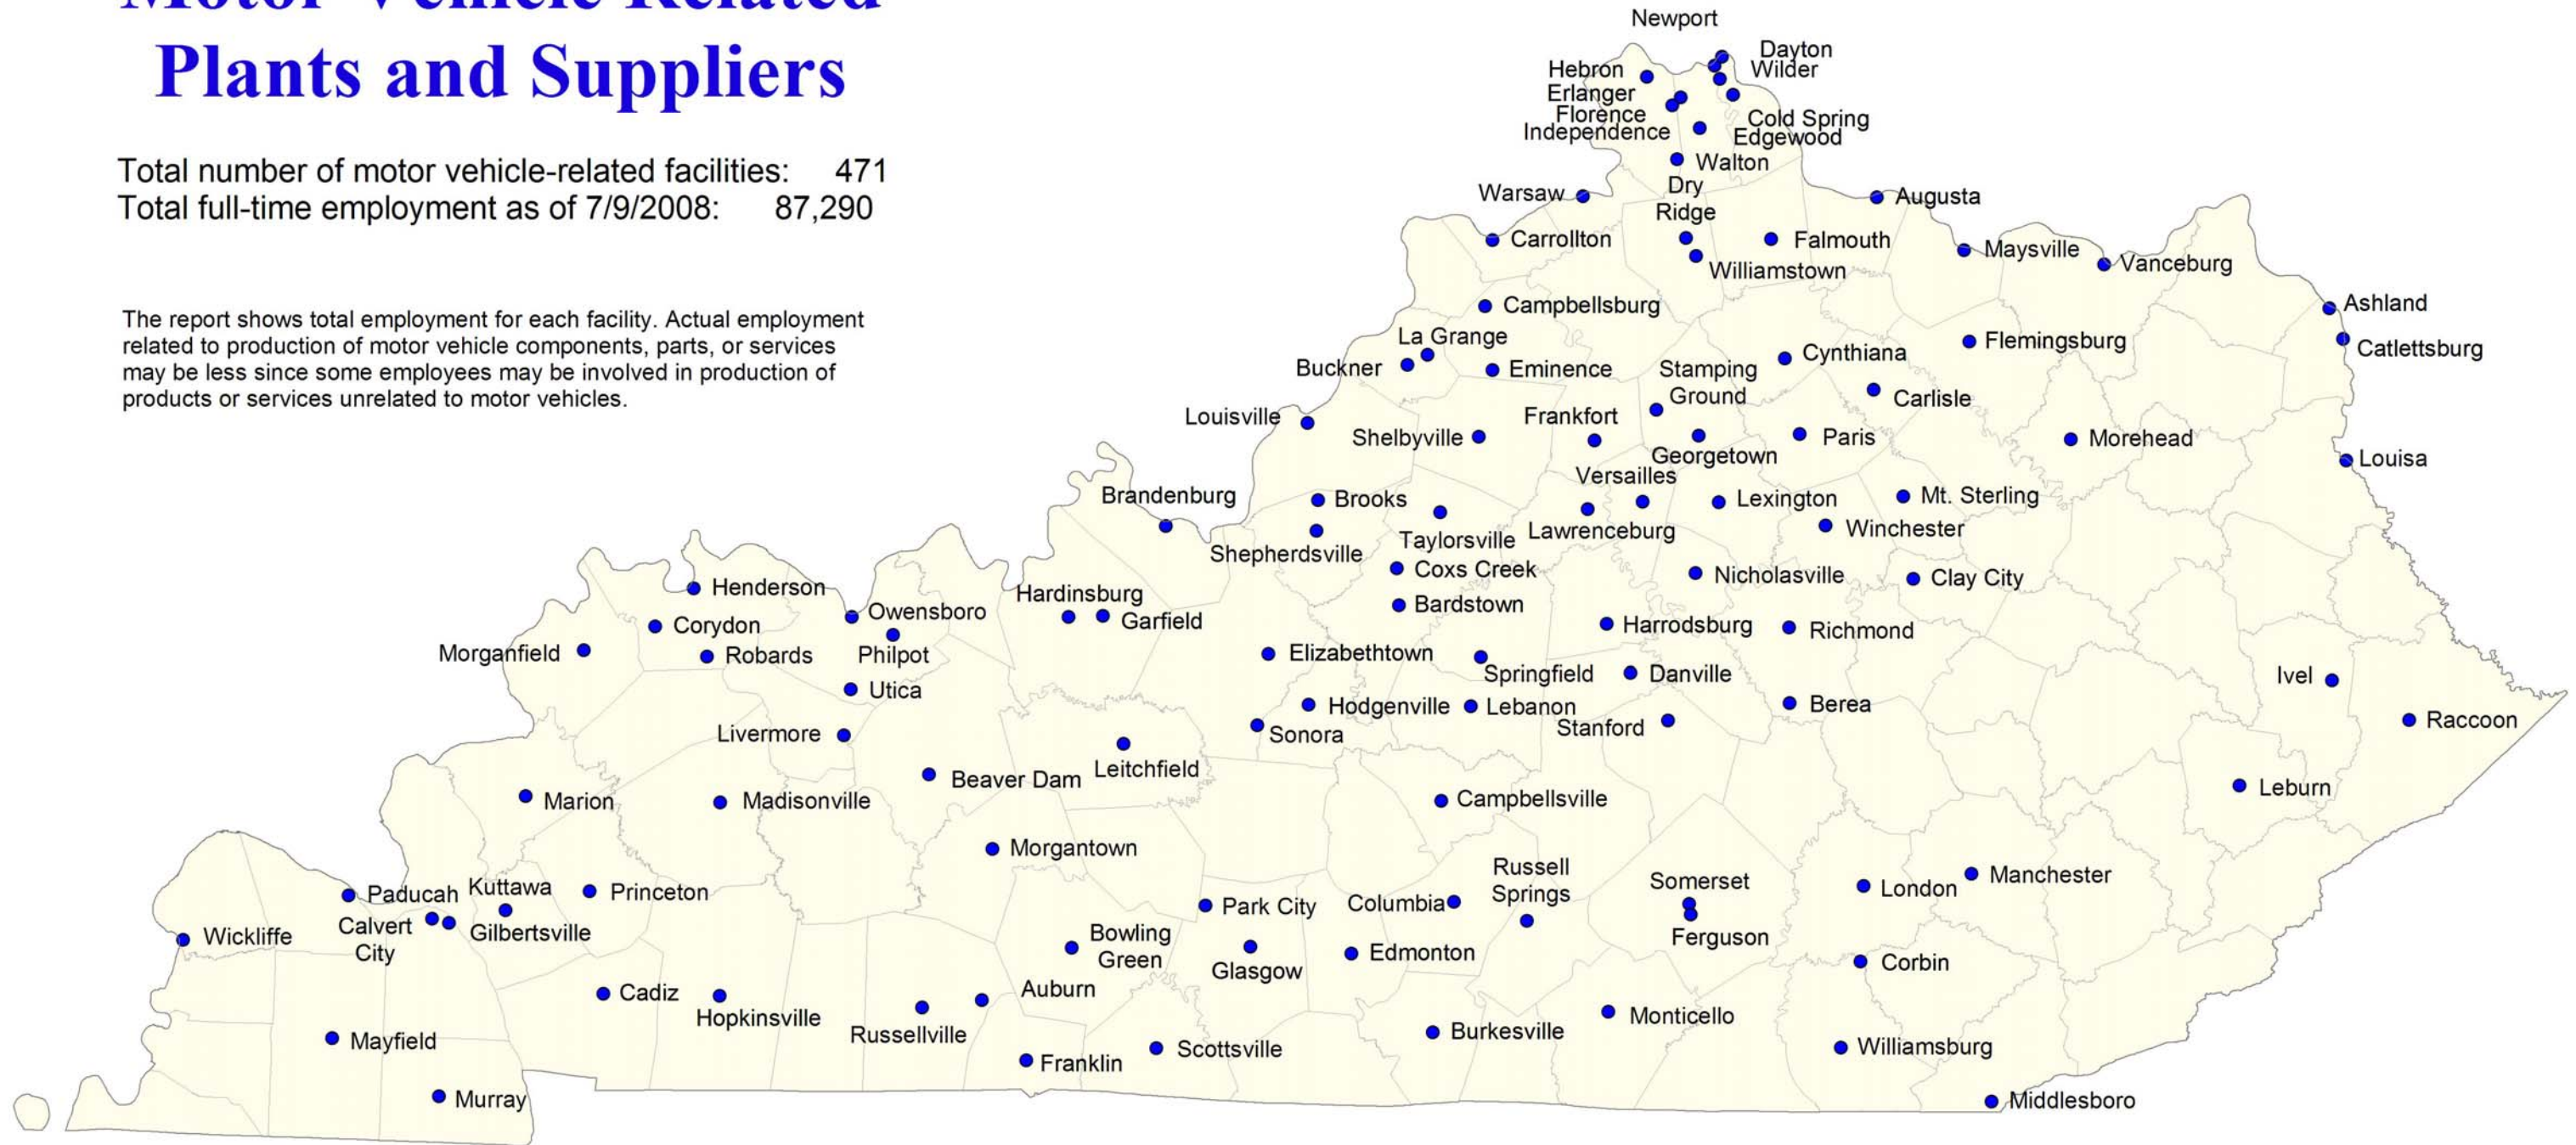 Motor Vehicle Related
Plants and Suppliers
Total number of motor vehicle-related facilities: 471
Total full-time employment as of 7/9/2008: 87,290
The report shows total employment for each facility. Actual employment
related to production of motor vehicle components, parts, or services
may be less since some employees may be involved in production of
products or services unrelated to motor vehicles.
Newport
Dayton
Hebron
Wilder
Erlanger
Florence
Cold Spring
Independence
Edgewood
Walton
Dry
Ridge
Warsaw
Augusta
Carrollton
Falmouth
Maysville
Williamstown
Vanceburg
Campbellsburg
Ashland
La Grange
Flemingsburg
Catlettsburg
Buckner
Eminence
Cynthiana
Stamping
Ground
Carlisle
Louisville
Frankfort
Shelbyville
Paris
Morehead
Georgetown
Louisa
Versailles
Brandenburg
Brooks
Lexington
Mt. Sterling
Lawrenceburg
Winchester
Taylorsville
Shepherdsville
Coxs Creek
Nicholasville
Clay City
Henderson
Hardinsburg
Bardstown
Owensboro
Garfield
Corydon
Harrodsburg
Richmond
Morganfield
Robards
Philpot
Elizabethtown
Springfield
Danville
Ivel
Utica
Hodgenville
Lebanon
Berea
Livermore
Sonora
Stanford
Raccoon
Leitchfield
Beaver Dam
Leburn
Marion
Madisonville
Campbellsville
Morgantown
Russell
Springs
Manchester
Somerset
London
Paducah
Kuttawa
Princeton
Park City
Columbia
Calvert
City
Gilbertsville
Wickliffe
Bowling
Green
Ferguson
Glasgow
Edmonton
Corbin
Cadiz
Auburn
Hopkinsville
Monticello
Russellville
Burkesville
Mayfield
Scottsville
Williamsburg
Franklin
Murray
Middlesboro